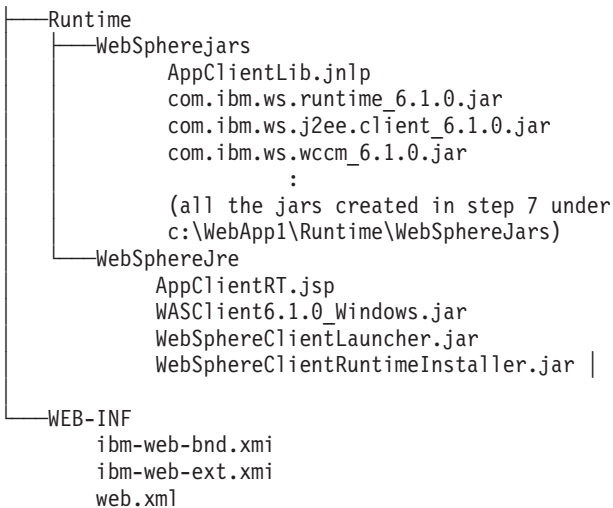 Runtime
WebSpherejars
AppClientLib.jnlp
com.ibm.ws.runtime_6.1.0.jar
com.ibm.ws.j2ee.client_6.1.0.jar
com.ibm.ws.wccm_6.1.0.jar
:
(all the jars created in step 7 under
c:\WebApp1\Runtime\WebSphereJars)
WebSphereJre
AppClientRT.jsp
WASClient6.1.0_Windows.jar
WebSphereClientLauncher.jar
WebSphereClientRuntimeInstaller.jar |
WEB-INF
ibm-web-bnd.xmi
ibm-web-ext.xmi
web.xml